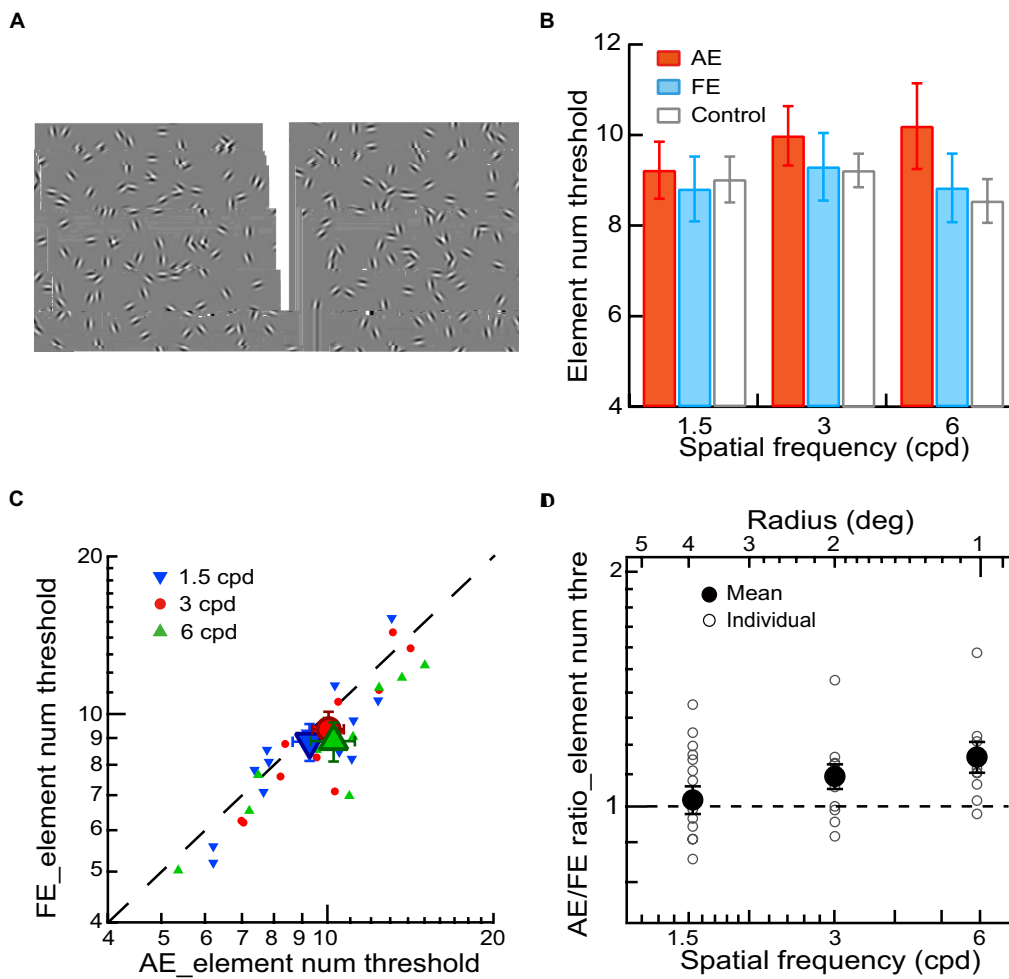 A
B
12
10
8
6
4
Element num threshold
AE
FE
Control
1.5 3 6
Spatial frequency (cpd)
C
20
10
9
8
7
6
5
4
FE_element num threshold
1.5 cpd
3 cpd
6 cpd
4 5 6 7 8 9 10 20
AE_element num threshold
D
Radius (deg)
5 4 3 2 1
2
1
AE/FE ratio_element num thre
Mean
Individual
1.5 3 6
Spatial frequency (cpd)